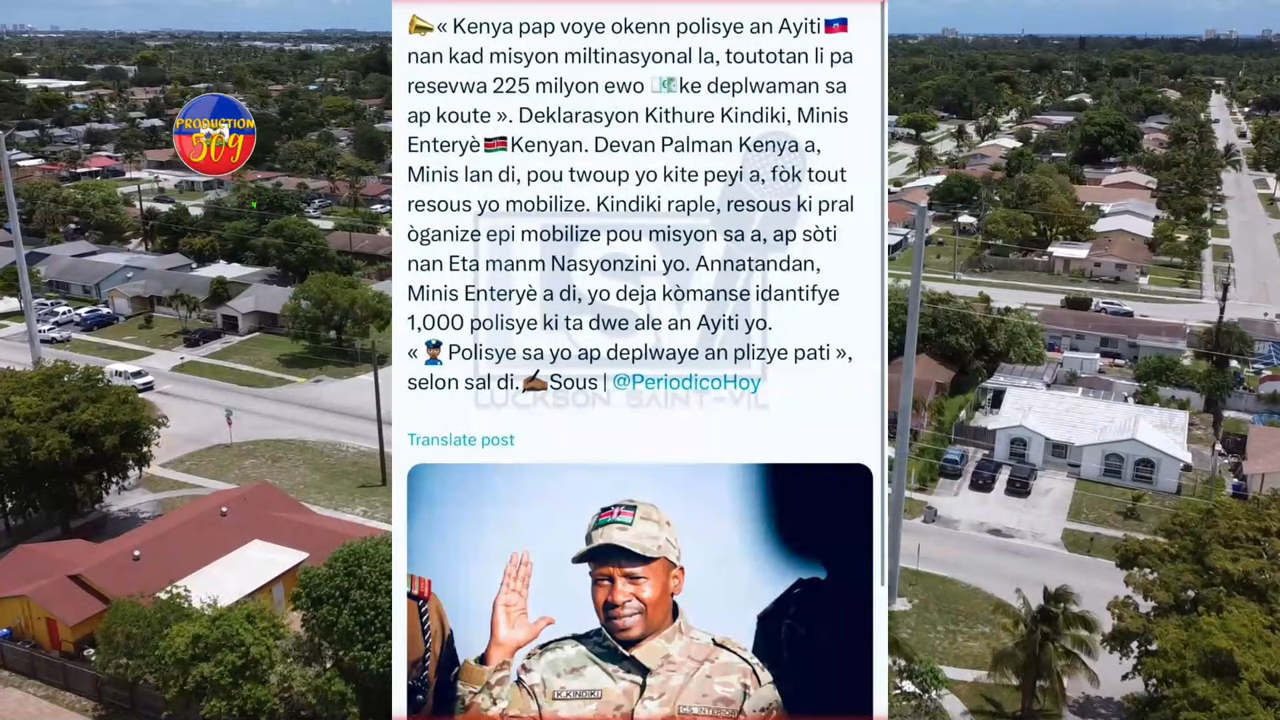 PRODUCTION
509
📣« Kenya pap voye okenn polisye an Ayiti🇭🇹
nan kad misyon miltinasyonal la, toutotan li pa
resevwa 225 milyon ewo 💶ke deplwaman sa
ap koute ». Deklarasyon Kithure Kindiki, Minis
Enteryè🇰🇪Kenyan. Devan Palman Kenya a,
Minis lan di, pou twoup yo kite peyi a, fòk tout
resous yo mobilize. Kindiki raple, resous ki pral
òganize epi mobilize pou misyon sa a, ap sòti
nan Eta manm Nasyonzini yo. Annatandan,
Minis Enteryè a di, yo deja kòmanse idantifye
1,000 polisye ki ta dwe ale an Ayiti yo.
« 👮🏾Polisye sa yo ap deplwaye an plizye pati »,
selon sal di.✍🏾Sous | @PeriodicoHoy
LUCKSON SAINT-VIL
Translate post
K.KINDIKI
CS INTERIOR